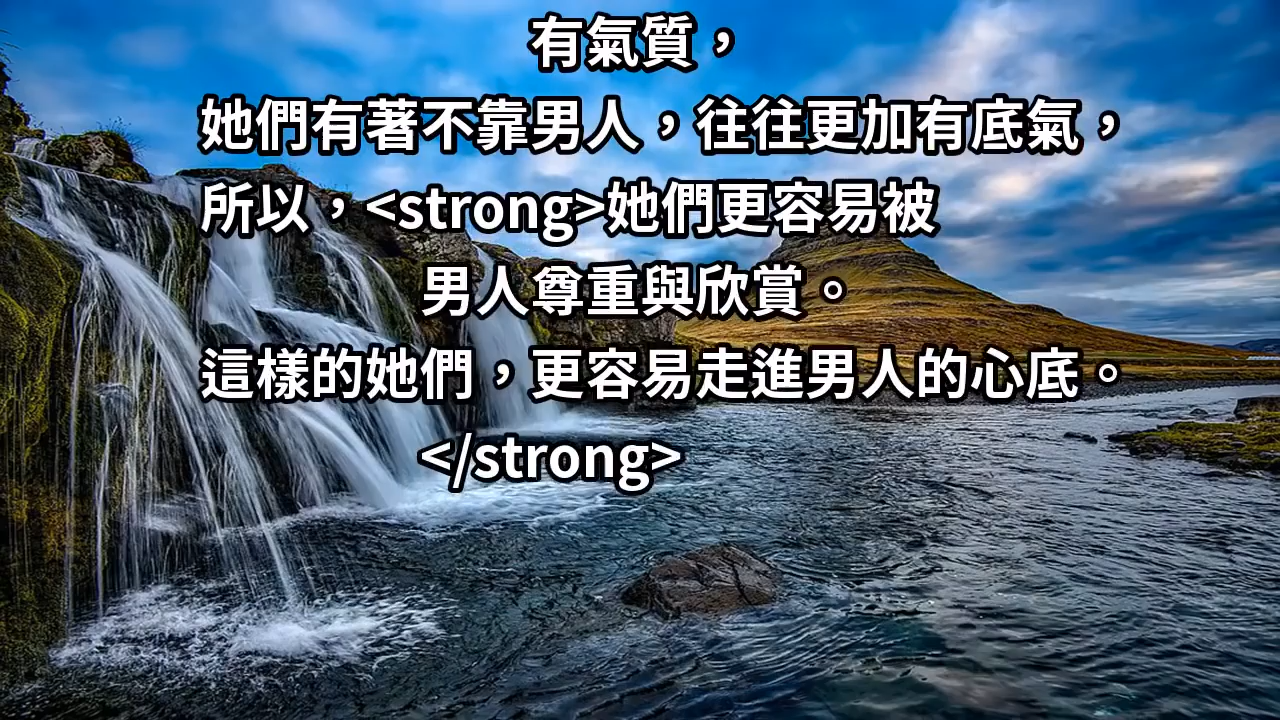 有氣質，
她們有著不靠男人，往往更加有底氣，
所以，<strong>她們更容易被
男人尊重與欣賞。
這樣的她們，更容易走進男人的心底。
</strong>